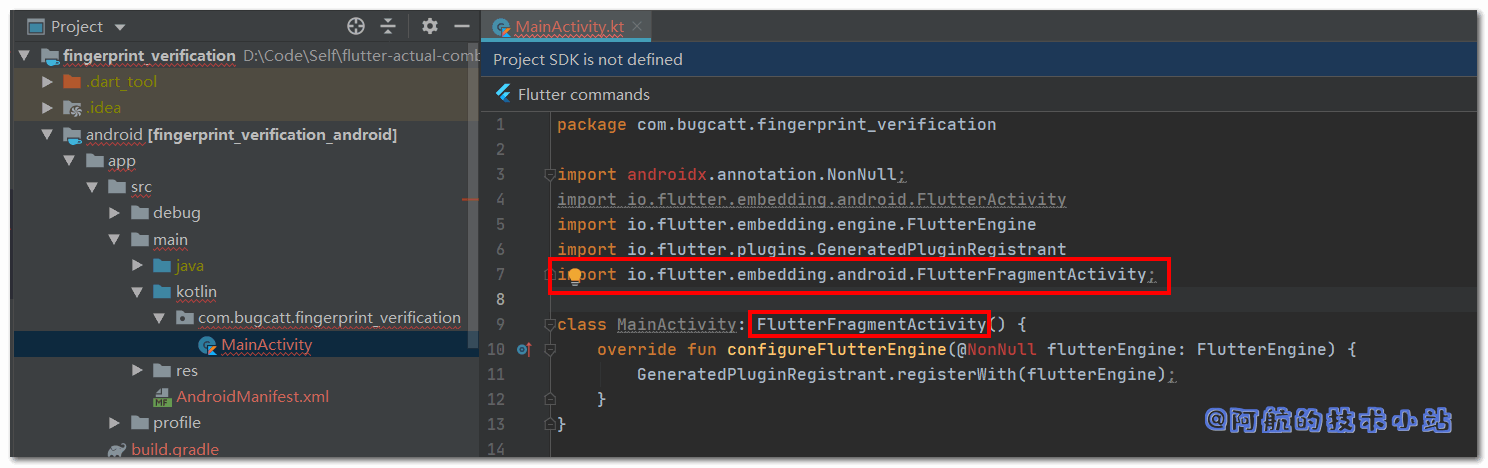 Project
fingerprint_verification D:\Code\Self\flutter-actual-comb
.dart_tool
.idea
android [fingerprint_verification_android]
app
src
debug
main
java
kotlin
com.bugcatt.fingerprint_verification
MainActivity
res
AndroidManifest.xml
profile
build.gradle
MainActivity.kt
Project SDK is not defined
Flutter commands
1 package com.bugcatt.fingerprint_verification
2
3 import androidx.annotation.NonNull;
4 import io.flutter.embedding.android.FlutterActivity
5 import io.flutter.embedding.engine.FlutterEngine
6 import io.flutter.plugins.GeneratedPluginRegistrant
7 import io.flutter.embedding.android.FlutterFragmentActivity;
8
9 class MainActivity: FlutterFragmentActivity() {
10 override fun configureFlutterEngine(@NonNull flutterEngine: FlutterEngine) {
11 GeneratedPluginRegistrant.registerWith(flutterEngine);
12 }
13 }
14
@阿航的技术小站